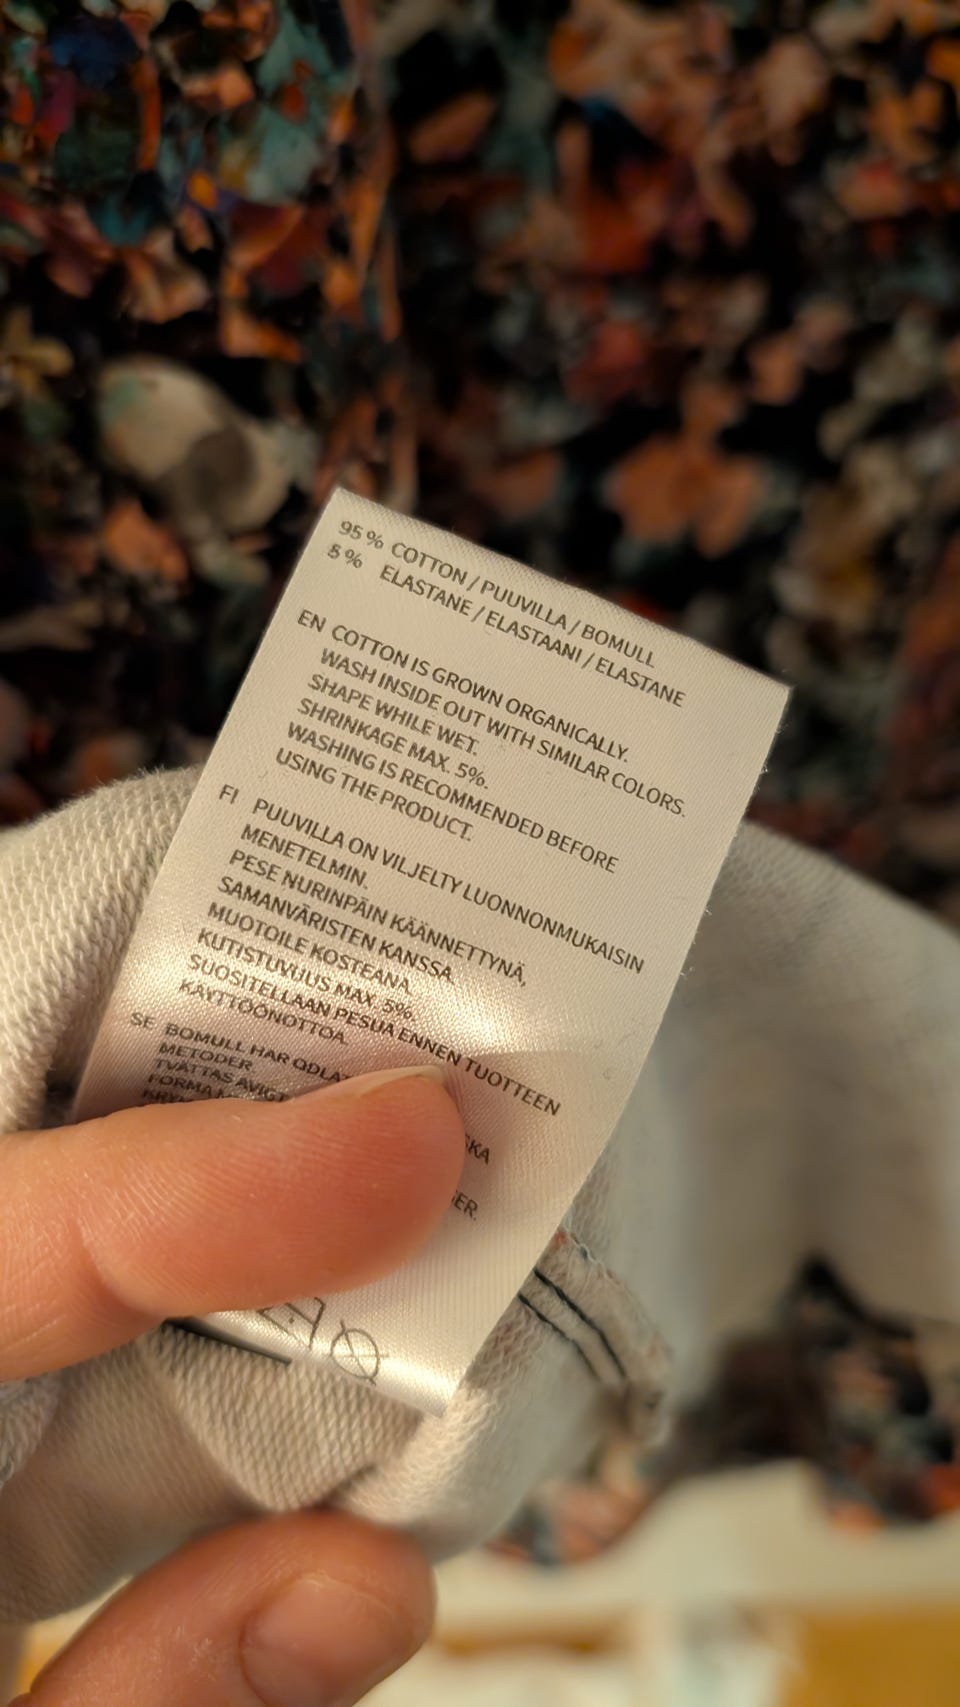 95 % COTTON / PUUVILLA / BOMULL
5 % ELASTANE / ELASTAANI / ELASTANE
EN COTTON IS GROWN ORGANICALLY.
WASH INSIDE OUT WITH SIMILAR COLORS.
SHAPE WHILE WET.
SHRINKAGE MAX. 5%.
WASHING IS RECOMMENDED BEFORE
USING THE PRODUCT.
FI PUUVILLA ON VILJELTY LUONNONMUKAISIN
MENETELMIN.
PESE NURINPÄIN KÄÄNNETTYNÄ,
SAMANVÄRISTEN KANSSA.
MUOTOILE KOSTEANA.
KUTISTUVUUS MAX. 5%.
SUOSITELLAAN PESUA ENNEN TUOTTEEN
KÄYTTÖÖNOTTOA.
SE BOMULL HAR ODLAT
METODER.
TVÄTTAS AVIGT
FORMA